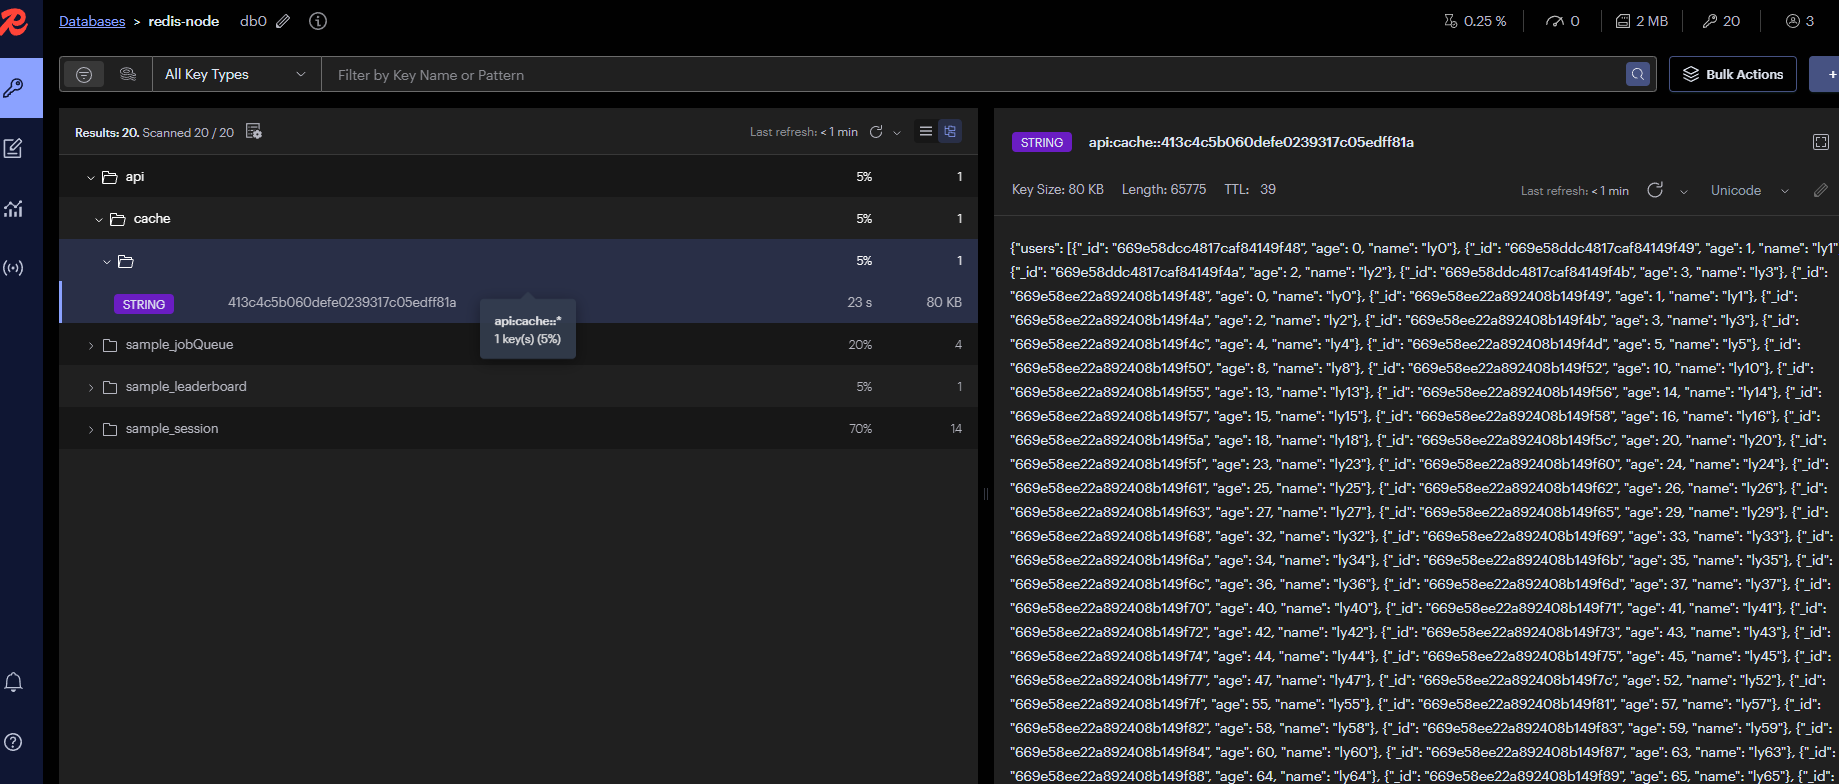 Databases > redis-node db0 0.25 % 0 2 MB 20 3
All Key Types Filter by Key Name or Pattern Bulk Actions +
Results: 20. Scanned 20 / 20 Last refresh: < 1 min
api 5% 1
cache 5% 1
5% 1
STRING 413c4c5b060defe0239317c05edff81a 23 s 80 KB
api:cache::*
1 key(s) (5%)
sample_jobQueue 20% 4
sample_leaderboard 5% 1
sample_session 70% 14
STRING api:cache::413c4c5b060defe0239317c05edff81a
Key Size: 80 KB Length: 65775 TTL: 39 Last refresh: < 1 min Unicode
{"users": [{"_id": "669e58dcc4817caf84149f48", "age": 0, "name": "ly0"}, {"_id": "669e58ddc4817caf84149f49", "age": 1, "name": "ly1"
{"_id": "669e58ddc4817caf84149f4a", "age": 2, "name": "ly2"}, {"_id": "669e58ddc4817caf84149f4b", "age": 3, "name": "ly3"}, {"_id":
"669e58ee22a892408b149f48", "age": 0, "name": "ly0"}, {"_id": "669e58ee22a892408b149f49", "age": 1, "name": "ly1"}, {"_id":
"669e58ee22a892408b149f4a", "age": 2, "name": "ly2"}, {"_id": "669e58ee22a892408b149f4b", "age": 3, "name": "ly3"}, {"_id":
"669e58ee22a892408b149f4c", "age": 4, "name": "ly4"}, {"_id": "669e58ee22a892408b149f4d", "age": 5, "name": "ly5"}, {"_id":
"669e58ee22a892408b149f50", "age": 8, "name": "ly8"}, {"_id": "669e58ee22a892408b149f52", "age": 10, "name": "ly10"}, {"_id":
"669e58ee22a892408b149f55", "age": 13, "name": "ly13"}, {"_id": "669e58ee22a892408b149f56", "age": 14, "name": "ly14"}, {"_id":
"669e58ee22a892408b149f57", "age": 15, "name": "ly15"}, {"_id": "669e58ee22a892408b149f58", "age": 16, "name": "ly16"}, {"_id":
"669e58ee22a892408b149f5a", "age": 18, "name": "ly18"}, {"_id": "669e58ee22a892408b149f5c", "age": 20, "name": "ly20"}, {"_id":
"669e58ee22a892408b149f5f", "age": 23, "name": "ly23"}, {"_id": "669e58ee22a892408b149f60", "age": 24, "name": "ly24"}, {"_id":
"669e58ee22a892408b149f61", "age": 25, "name": "ly25"}, {"_id": "669e58ee22a892408b149f62", "age": 26, "name": "ly26"}, {"_id":
"669e58ee22a892408b149f63", "age": 27, "name": "ly27"}, {"_id": "669e58ee22a892408b149f65", "age": 29, "name": "ly29"}, {"_id":
"669e58ee22a892408b149f68", "age": 32, "name": "ly32"}, {"_id": "669e58ee22a892408b149f69", "age": 33, "name": "ly33"}, {"_id":
"669e58ee22a892408b149f6a", "age": 34, "name": "ly34"}, {"_id": "669e58ee22a892408b149f6b", "age": 35, "name": "ly35"}, {"_id":
"669e58ee22a892408b149f6c", "age": 36, "name": "ly36"}, {"_id": "669e58ee22a892408b149f6d", "age": 37, "name": "ly37"}, {"_id":
"669e58ee22a892408b149f70", "age": 40, "name": "ly40"}, {"_id": "669e58ee22a892408b149f71", "age": 41, "name": "ly41"}, {"_id":
"669e58ee22a892408b149f72", "age": 42, "name": "ly42"}, {"_id": "669e58ee22a892408b149f73", "age": 43, "name": "ly43"}, {"_id":
"669e58ee22a892408b149f74", "age": 44, "name": "ly44"}, {"_id": "669e58ee22a892408b149f75", "age": 45, "name": "ly45"}, {"_id":
"669e58ee22a892408b149f77", "age": 47, "name": "ly47"}, {"_id": "669e58ee22a892408b149f7c", "age": 52, "name": "ly52"}, {"_id":
"669e58ee22a892408b149f7f", "age": 55, "name": "ly55"}, {"_id": "669e58ee22a892408b149f81", "age": 57, "name": "ly57"}, {"_id":
"669e58ee22a892408b149f82", "age": 58, "name": "ly58"}, {"_id": "669e58ee22a892408b149f83", "age": 59, "name": "ly59"}, {"_id":
"669e58ee22a892408b149f84", "age": 60, "name": "ly60"}, {"_id": "669e58ee22a892408b149f87", "age": 63, "name": "ly63"}, {"_id":
"669e58ee22a892408b149f88", "age": 64, "name": "ly64"}, {"_id": "669e58ee22a892408b149f89", "age": 65, "name": "ly65"}, {"_id":